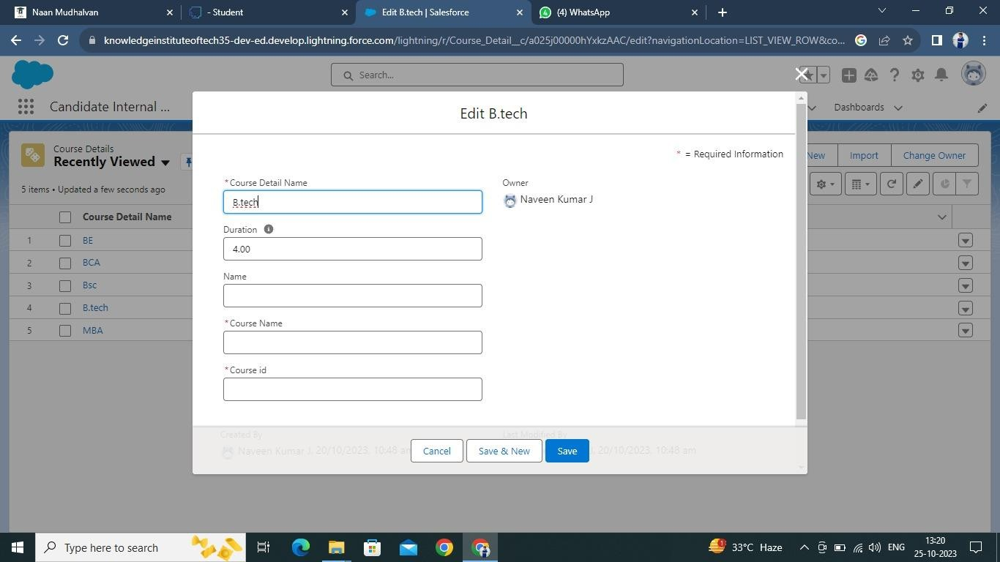 Naan Mudhalvan
- Student
Edit B.tech | Salesforce
(4) WhatsApp
knowledgeinstituteoftech35-dev-ed.develop.lightning.force.com/lightning/r/Course_Detail__c/a025j00000hYxkzAAC/edit?navigationLocation=LIST_VIEW_ROW&co...
Search...
Candidate Internal ...
Dashboards
Edit B.tech
Course Details
Recently Viewed
New
Import
Change Owner
* = Required Information
5 items • Updated a few seconds ago
*Course Detail Name
B.tech
Owner
Naveen Kumar J
Course Detail Name
Duration
4.00
1 BE
2 BCA
3 Bsc
4 B.tech
5 MBA
Name
*Course Name
*Course id
Created By
Naveen Kumar J, 20/10/2023, 10:48 am
Last Modified By
J, 20/10/2023, 10:48 am
Cancel
Save & New
Save
Type here to search
33°C Haze
ENG
13:20
25-10-2023